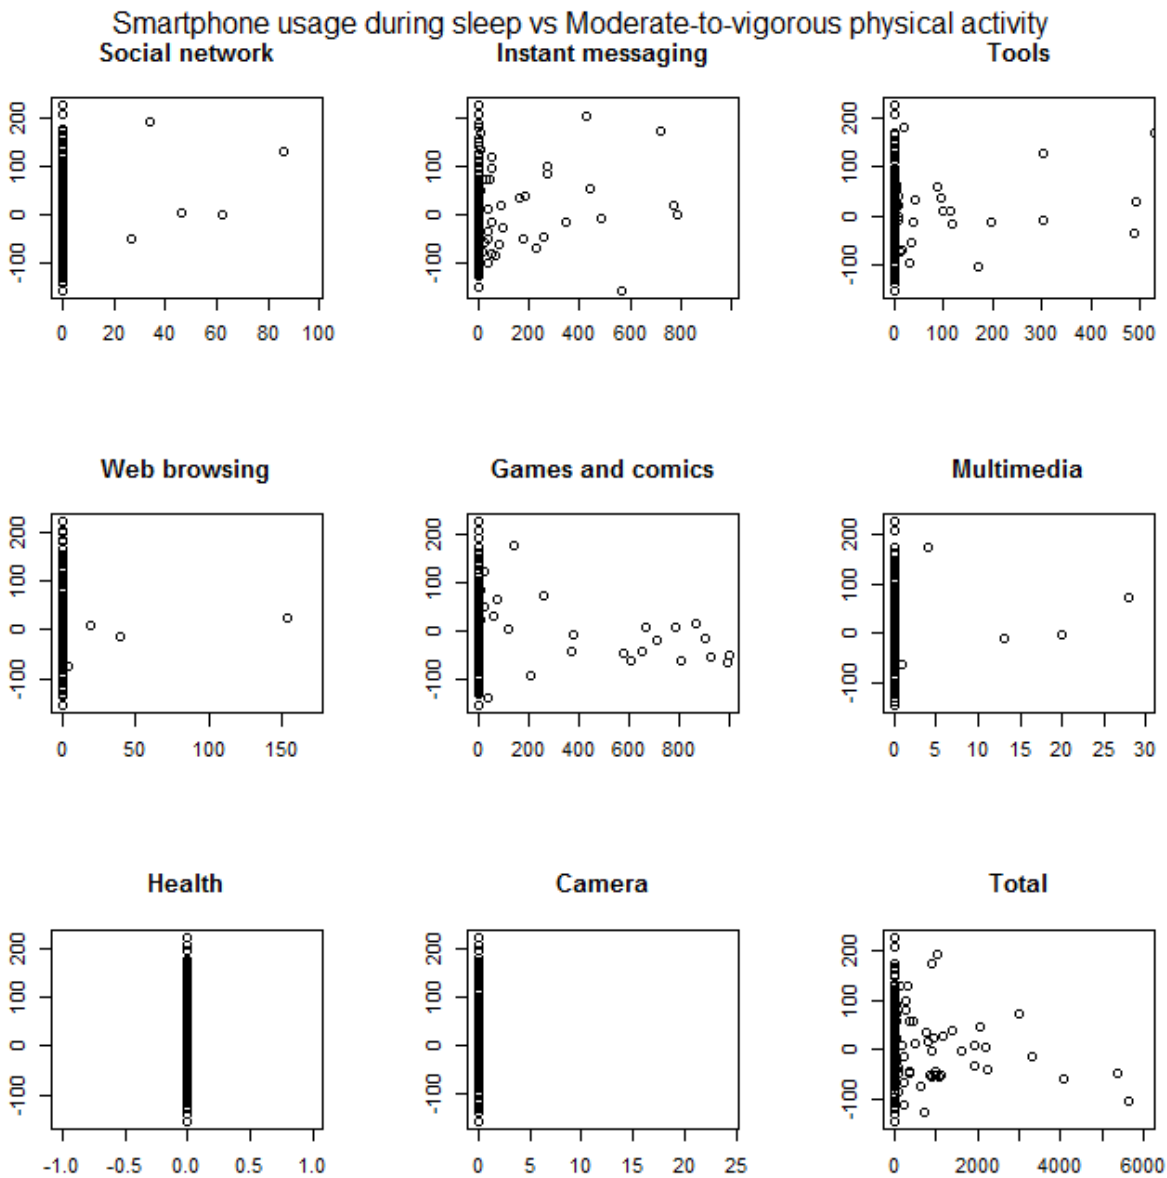 Smartphone usage during sleep vs Moderate-to-vigorous physical activity
Social network
Instant messaging
Tools
200
100
0
-100
0 20 40 60 80 100
200
100
0
-100
0 200 400 600 800
200
100
0
-100
0 100 200 300 400 500
Web browsing
Games and comics
Multimedia
200
100
0
-100
0 50 100 150
200
100
0
-100
0 200 400 600 800
200
100
0
-100
0 5 10 15 20 25 30
Health
Camera
Total
200
100
0
-100
-1.0 -0.5 0.0 0.5 1.0
200
100
0
-100
0 5 10 15 20 25
200
100
0
-100
0 2000 4000 6000